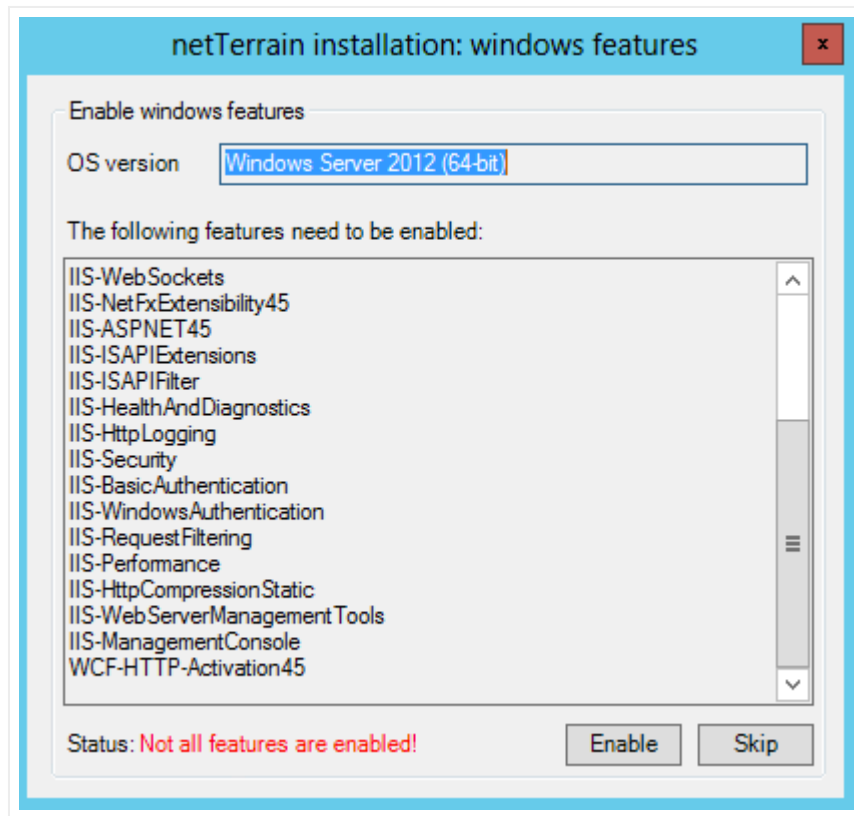 netTerrain installation: windows features
x
Enable windows features
OS version Windows Server 2012 (64-bit)
The following features need to be enabled:
IIS-WebSockets
IIS-NetFxExtensibility45
IIS-ASPNET45
IIS-ISAPIExtensions
IIS-ISAPIFilter
IIS-HealthAndDiagnostics
IIS-HttpLogging
IIS-Security
IIS-BasicAuthentication
IIS-WindowsAuthentication
IIS-RequestFiltering
IIS-Performance
IIS-HttpCompressionStatic
IIS-WebServerManagementTools
IIS-ManagementConsole
WCF-HTTP-Activation45
Status: Not all features are enabled! Enable Skip